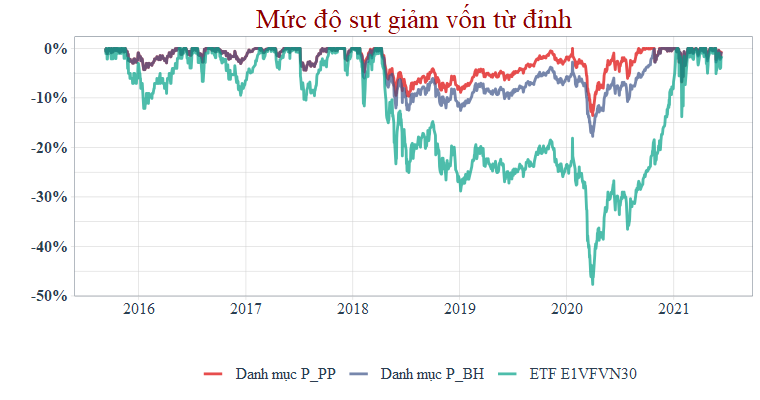 Mức độ sụt giảm vốn từ đỉnh
0%
-10%
-20%
-30%
-40%
-50%
2016 2017 2018 2019 2020 2021
Danh mục P_PP Danh mục P_BH ETF E1VFVN30